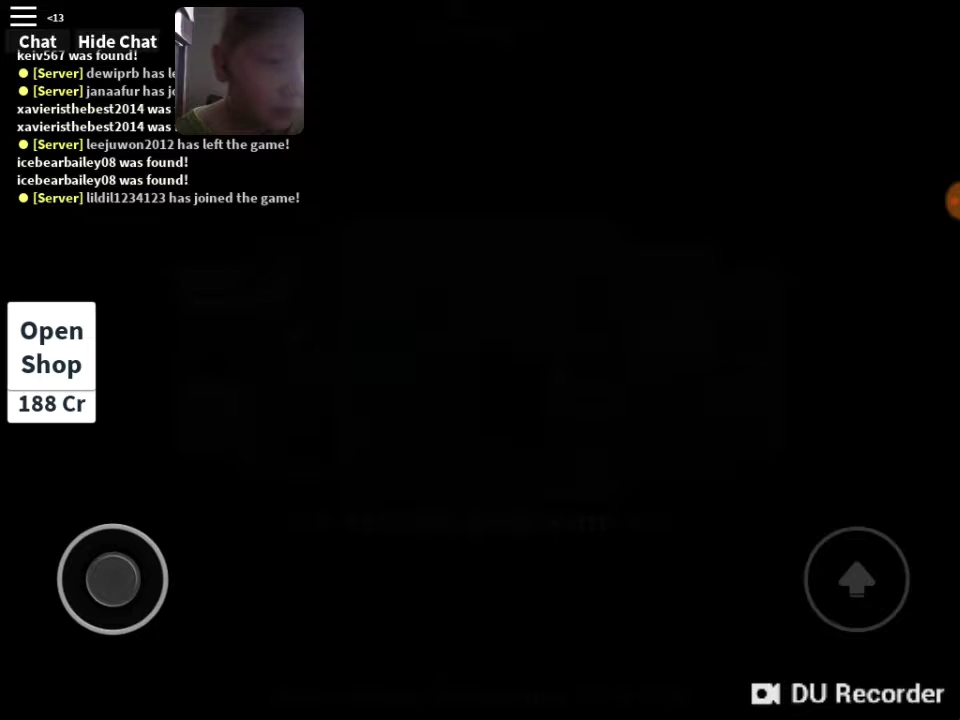 <13
Chat Hide Chat
keiv567 was found!
[Server] dewiprb has
[Server] janaafur has
xavieristhebest2014 was
xavieristhebest2014 was
[Server] leejuwon2012 has left the game!
icebearbailey08 was found!
icebearbailey08 was found!
[Server] lildil1234123 has joined the game!
Open
Shop
188 Cr
DU Recorder